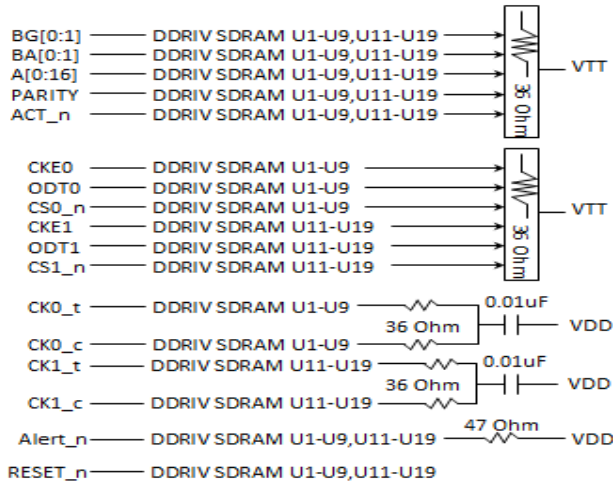 BG[0:1] DDRIV SDRAM U1-U9,U11-U19
BA[0:1] DDRIV SDRAM U1-U9,U11-U19
A[0:16] DDRIV SDRAM U1-U9,U11-U19
PARITY DDRIV SDRAM U1-U9,U11-U19
ACT_n DDRIV SDRAM U1-U9,U11-U19
36 Ohm
VTT
CKE0 DDRIV SDRAM U1-U9
ODT0 DDRIV SDRAM U1-U9
CS0_n DDRIV SDRAM U1-U9
CKE1 DDRIV SDRAM U11-U19
ODT1 DDRIV SDRAM U11-U19
CS1_n DDRIV SDRAM U11-U19
36 Ohm
VTT
CK0_t DDRIV SDRAM U1-U9
0.01uF
36 Ohm
VDD
CK0_c DDRIV SDRAM U1-U9
CK1_t DDRIV SDRAM U11-U19
0.01uF
36 Ohm
VDD
CK1_c DDRIV SDRAM U11-U19
Alert_n DDRIV SDRAM U1-U9,U11-U19
47 Ohm
VDD
RESET_n DDRIV SDRAM U1-U9,U11-U19